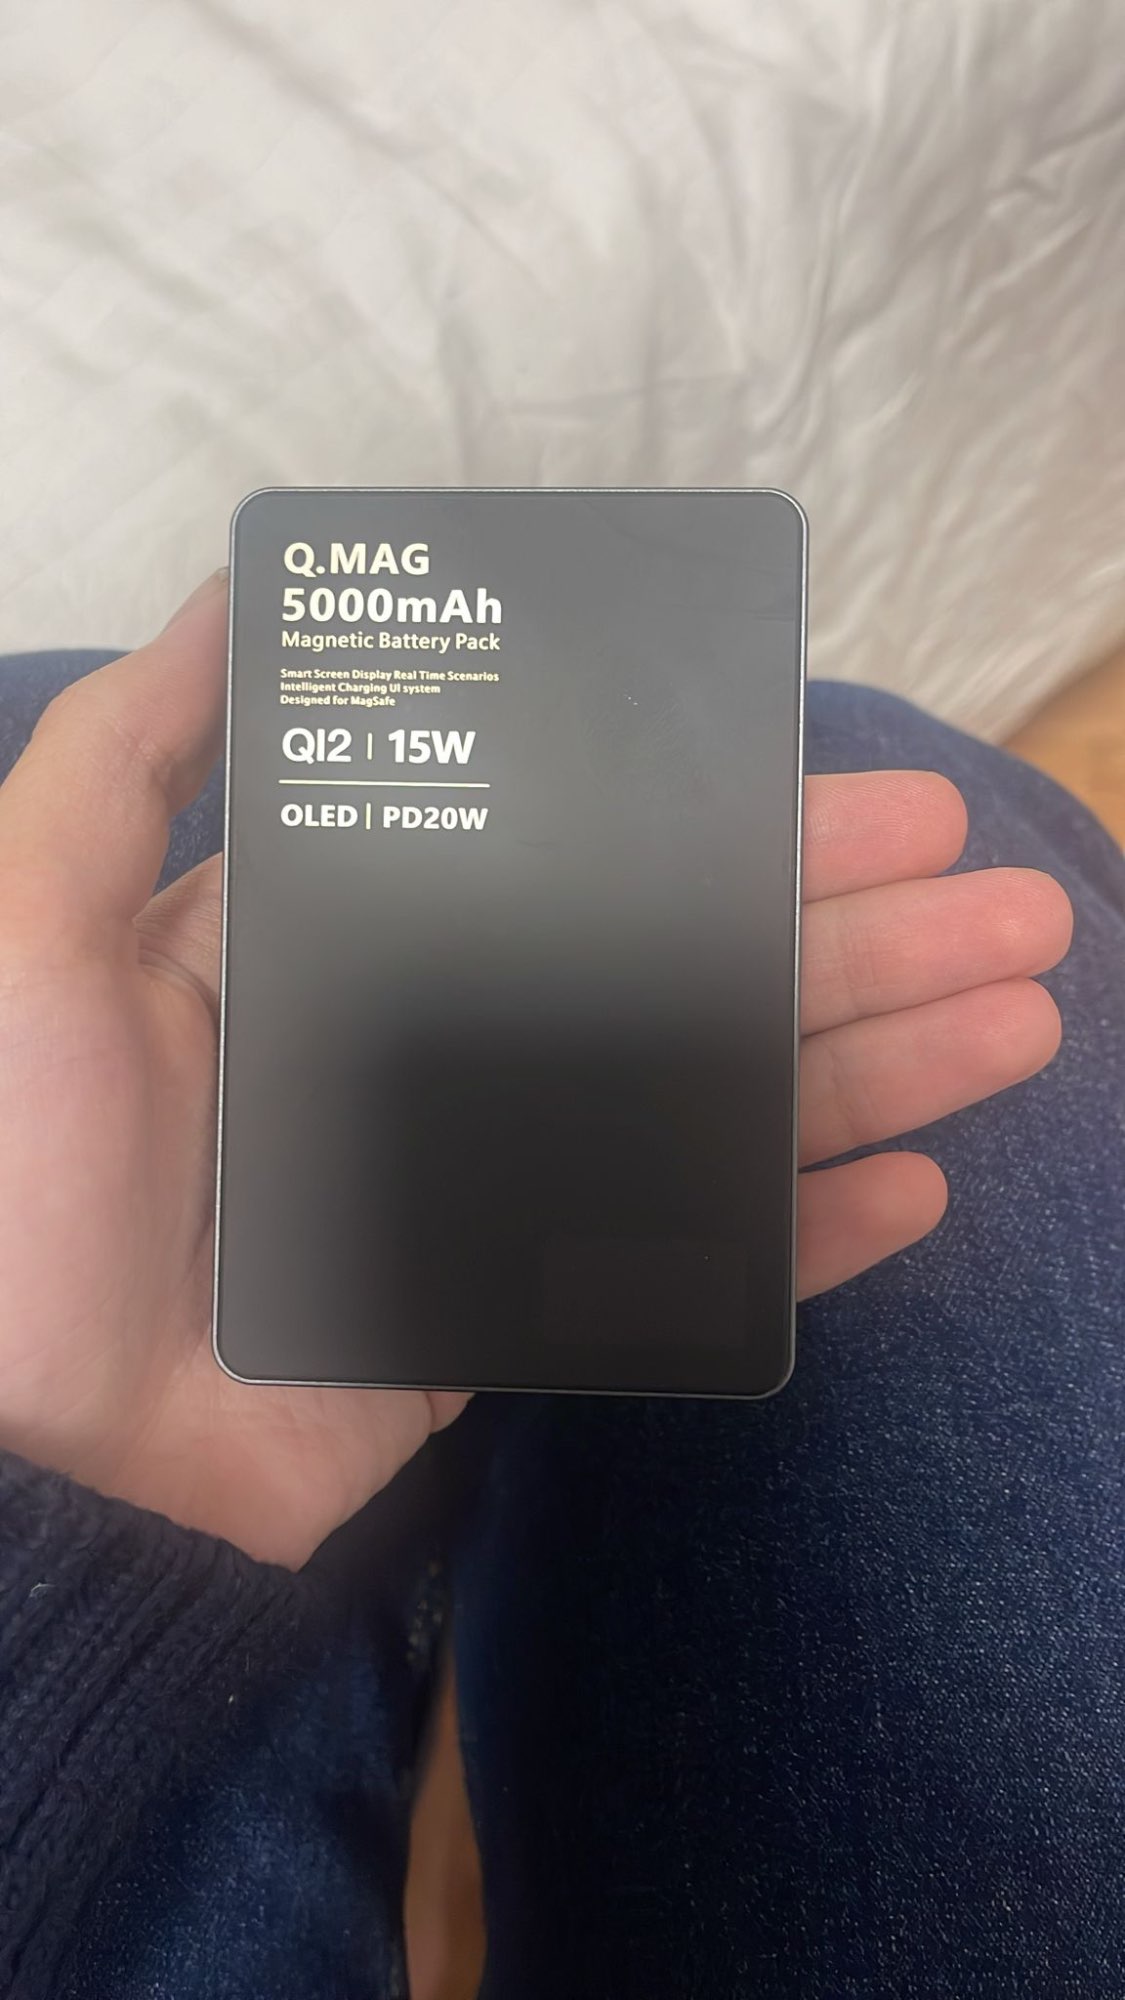 Q.MAG
5000mAh
Magnetic Battery Pack
Smart Screen Display Real Time Scenarios
Intelligent Charging UI system
Designed for MagSafe
QI2 | 15W
OLED | PD20W